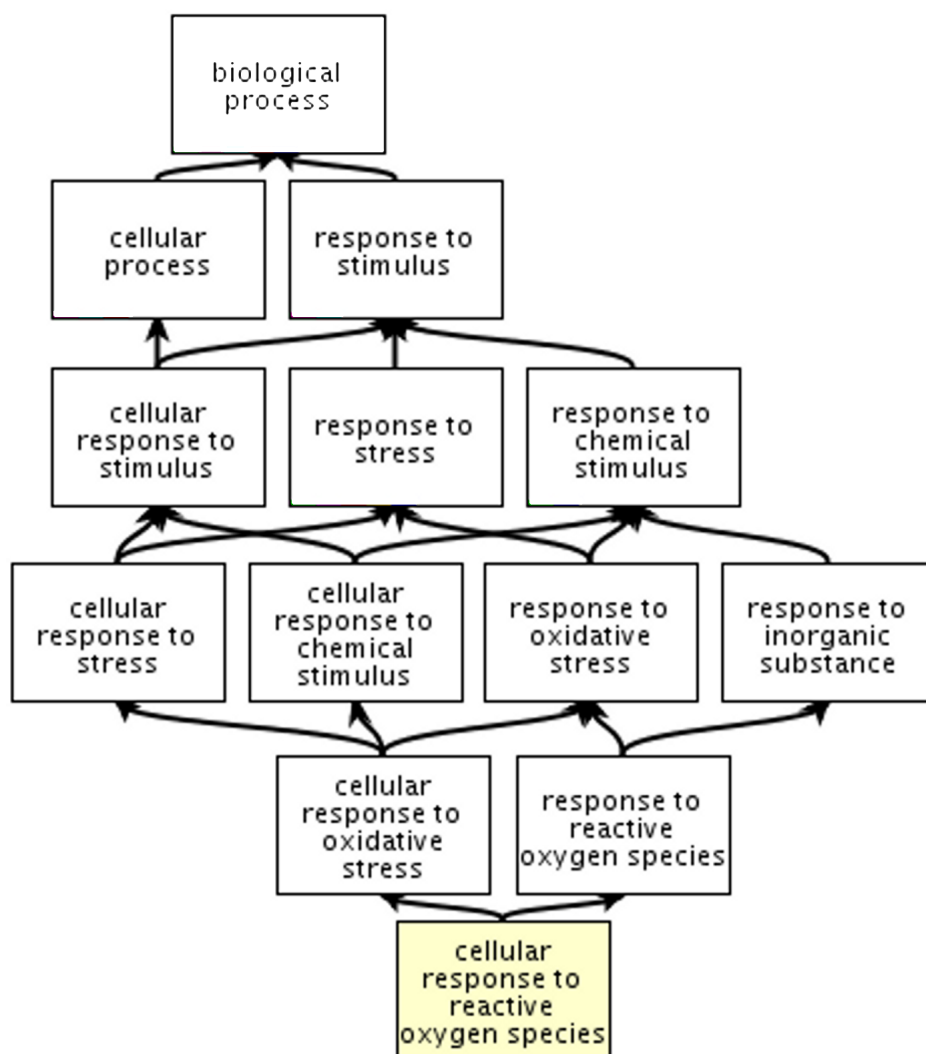 biological
process
cellular
process
response to
stimulus
cellular
response to
stimulus
response to
stress
response to
chemical
stimulus
cellular
response to
stress
cellular
response to
chemical
stimulus
response to
oxidative
stress
response to
inorganic
substance
cellular
response to
oxidative
stress
response to
reactive
oxygen species
cellular
response to
reactive
oxygen species